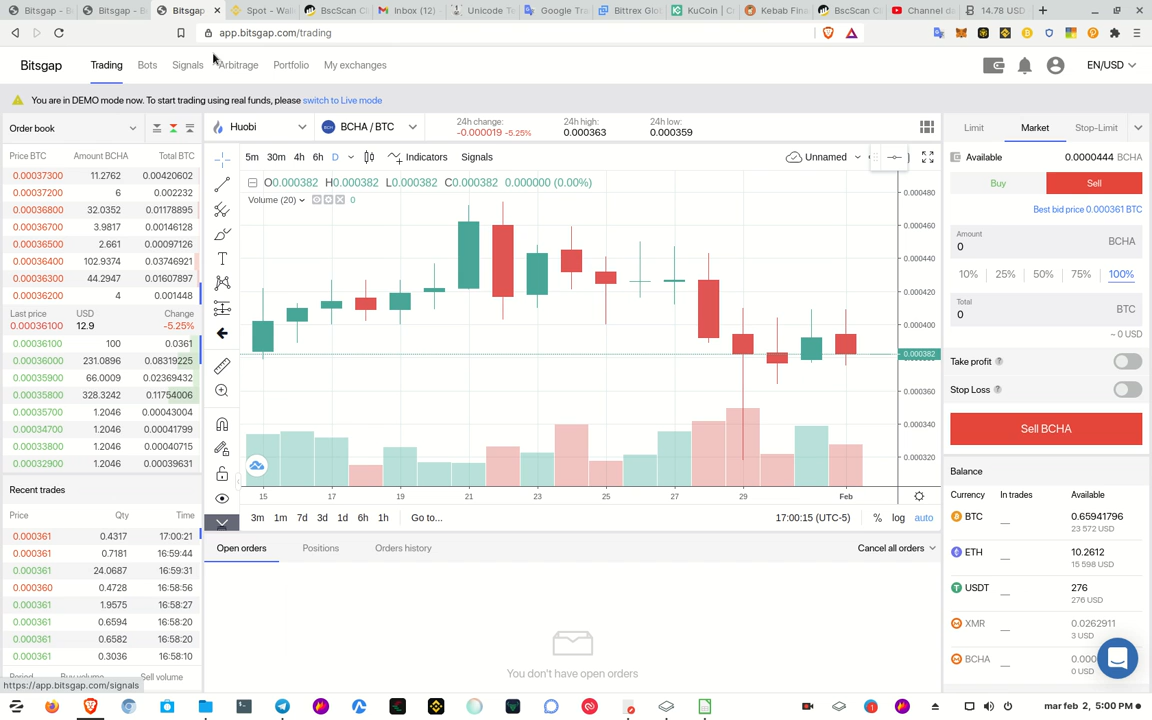 Bitsgap - B
Bitsgap - B
Bitsgap
Spot - Wall
BscScan C
Inbox (12)
Unicode T
Google Tra
Bittrex Glo
KuCoin | Cr
Kebab Fina
BscScan C
Channel da
14.78 USD
app.bitsgap.com/trading
Bitsgap
Trading
Bots
Signals
Arbitrage
Portfolio
My exchanges
EN/USD
You are in DEMO mode now. To start trading using real funds, please switch to Live mode
Order book
Price BTC Amount BCHA Total BTC
0.00037300 11.2762 0.00420602
0.00037200 6 0.002232
0.00036800 32.0352 0.01178895
0.00036700 3.9817 0.00146128
0.00036500 2.661 0.00097126
0.00036400 102.9374 0.03746921
0.00036300 44.2947 0.01607897
0.00036200 4 0.001448
Last price USD Change
0.00036100 12.9 -5.25%
0.00036100 100 0.0361
0.00036000 231.0896 0.08319225
0.00035900 66.0009 0.02369432
0.00035800 328.3242 0.11754006
0.00035700 1.2046 0.00043004
0.00034700 1.2046 0.00041799
0.00033800 1.2046 0.00040715
0.00032900 1.2046 0.00039631
Recent trades
Price Qty Time
0.000361 0.4317 17:00:21
0.000361 0.7181 16:59:44
0.000361 24.0687 16:59:31
0.000360 0.4728 16:58:56
0.000361 1.9575 16:58:27
0.000361 0.6594 16:58:20
0.000361 0.6582 16:58:20
0.000361 0.3036 16:58:10
Period Buy volume Sell volume
https://app.bitsgap.com/signals
Huobi
BCH
BCHA / BTC
24h change:
-0.000019 -5.25%
24h high:
0.000363
24h low:
0.000359
5m 30m 4h 6h D
Indicators
Signals
Unnamed
O0.000382 H0.000382 L0.000382 C0.000382 0.000000 (0.00%)
Volume (20) 0
0.000480
0.000460
0.000440
0.000420
0.000400
0.000382
0.000360
0.000340
0.000320
15 17 19 21 23 25 27 29 Feb
3m 1m 7d 3d 1d 6h 1h
Go to...
17:00:15 (UTC-5)
% log auto
Open orders
Positions
Orders history
Cancel all orders
You don't have open orders
Limit
Market
Stop-Limit
Available 0.0000444 BCHA
Buy
Sell
Best bid price 0.000361 BTC
Amount
0
BCHA
10% 25% 50% 75% 100%
Total
0
BTC
~ 0 USD
Take profit ?
Stop Loss ?
Sell BCHA
Balance
Currency In trades Available
BTC __ 0.65941796
23 572 USD
ETH __ 10.2612
15 598 USD
USDT __ 276
276 USD
XMR __ 0.0262911
3 USD
BCHA __ 0.000
0 USD
mar feb 2, 5:00 PM